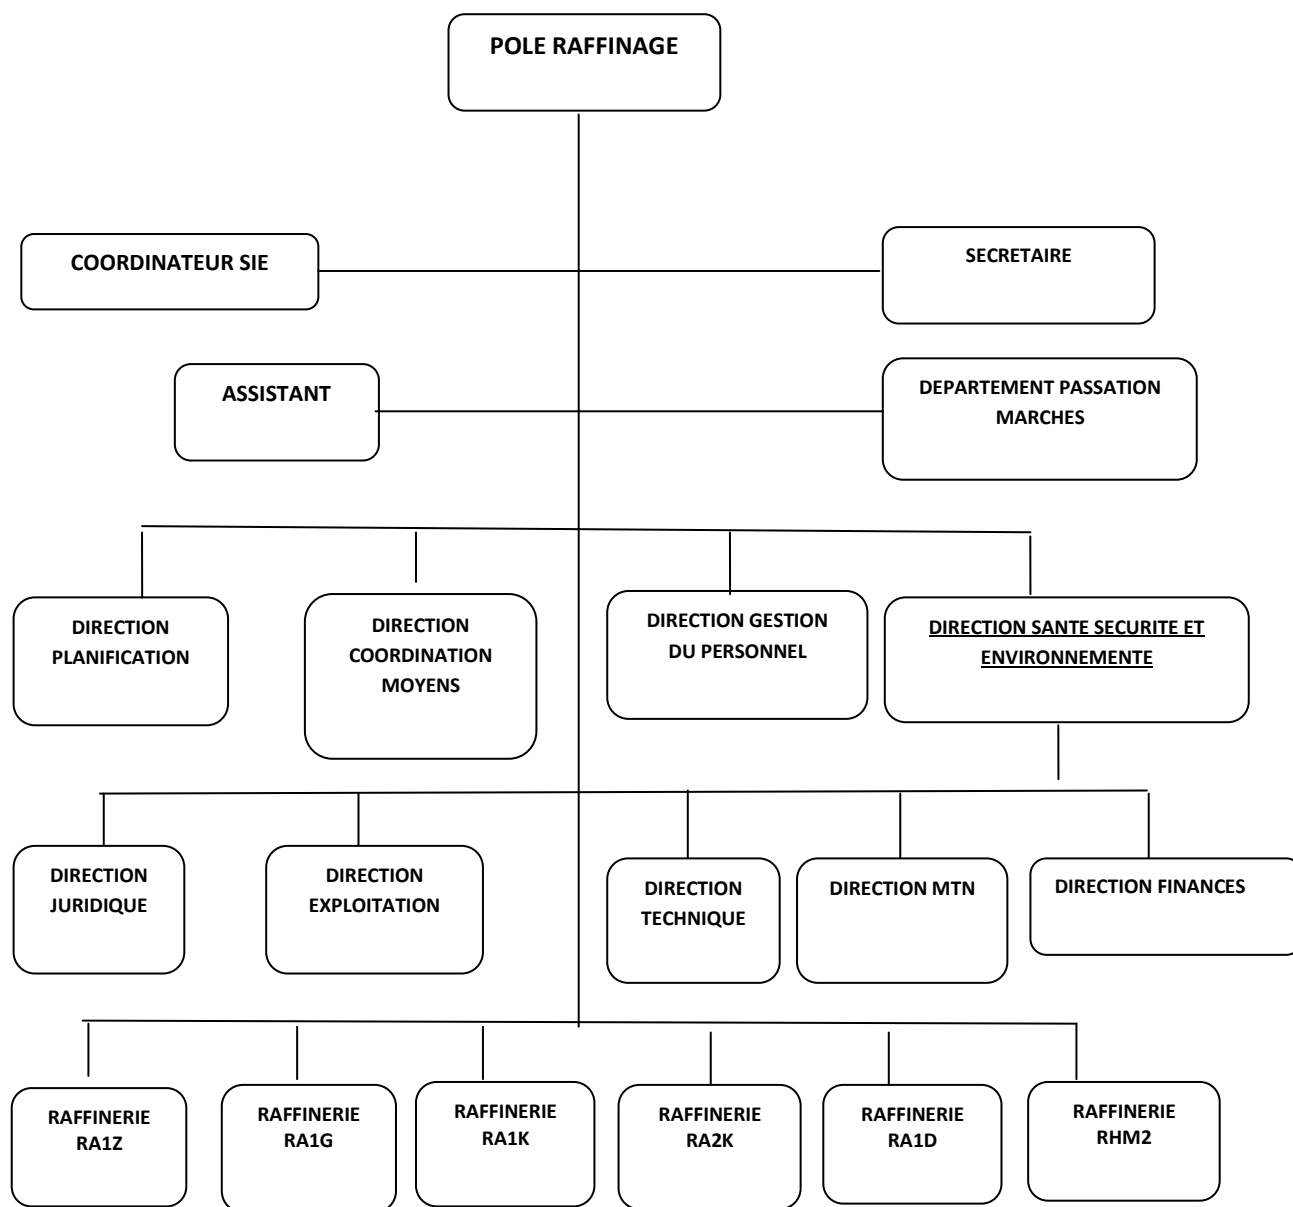 POLE RAFFINAGE
COORDINATEUR SIE
SECRETAIRE
ASSISTANT
DEPARTEMENT PASSATION
MARCHES
DIRECTION
PLANIFICATION
DIRECTION
COORDINATION
MOYENS
DIRECTION GESTION
DU PERSONNEL
DIRECTION SANTE SECURITE ET
ENVIRONNEMENTE
DIRECTION
JURIDIQUE
DIRECTION
EXPLOITATION
DIRECTION
TECHNIQUE
DIRECTION MTN
DIRECTION FINANCES
RAFFINERIE
RA1Z
RAFFINERIE
RA1G
RAFFINERIE
RA1K
RAFFINERIE
RA2K
RAFFINERIE
RA1D
RAFFINERIE
RHM2